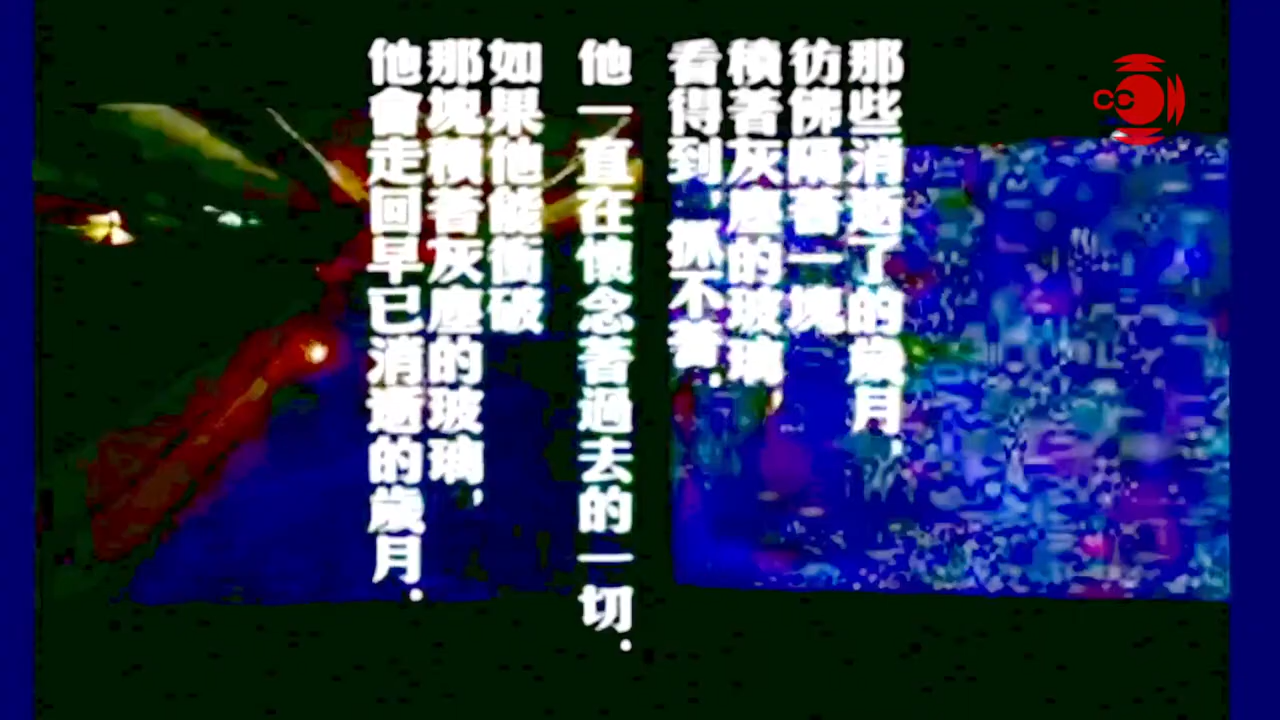 那些消逝了的歲月，
彷彿隔着一塊
積着灰塵的玻璃，
看得到，抓不着．
他一直在懷念着過去的一切．
如果他能衝破
那塊積着灰塵的玻璃，
他會走回早已消逝的歲月．
CC